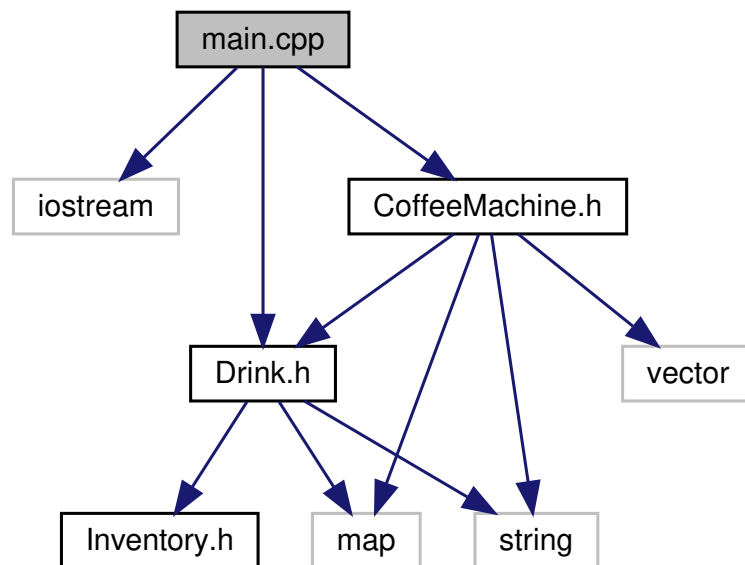 main.cpp
iostream
CoffeeMachine.h
Drink.h
vector
Inventory.h
map
string